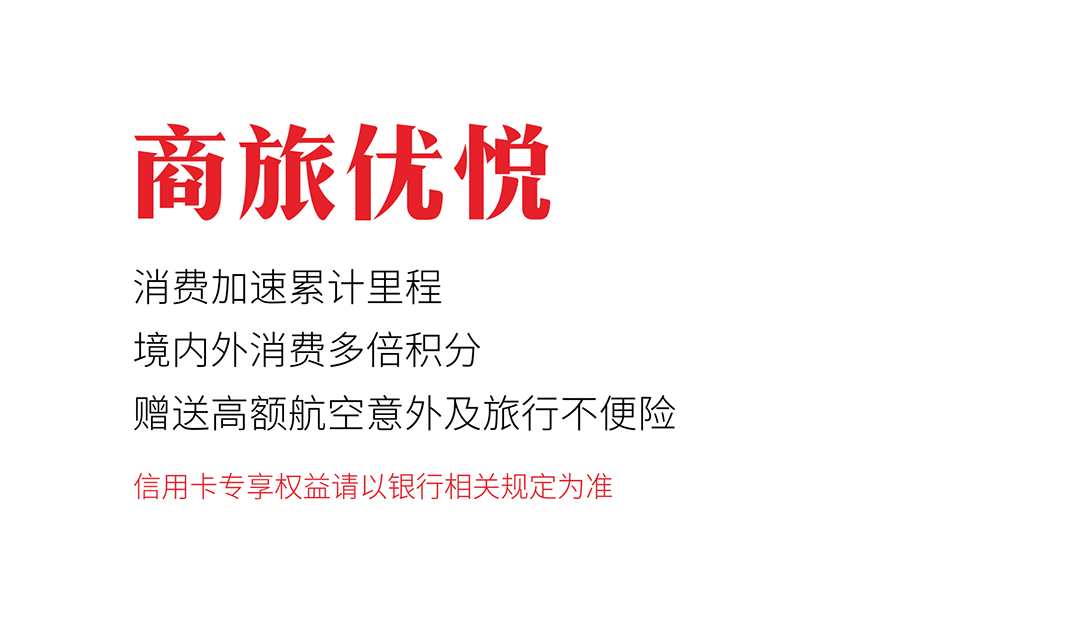 商旅优悦
消费加速累计里程
境内外消费多倍积分
赠送高额航空意外及旅行不便险
信用卡专享权益请以银行相关规定为准